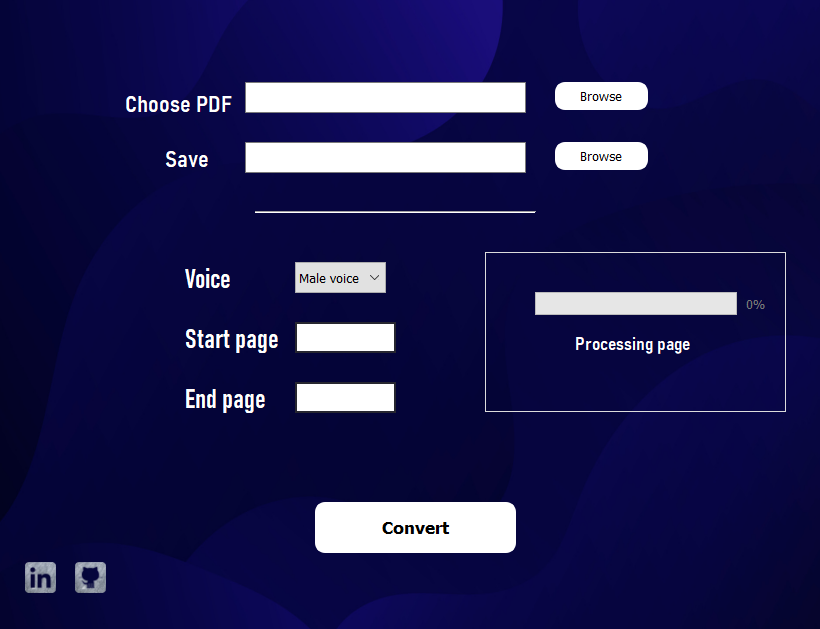 Choose PDF
Browse
Save
Browse
Voice
Male voice
0%
Start page
Processing page
End page
Convert
in